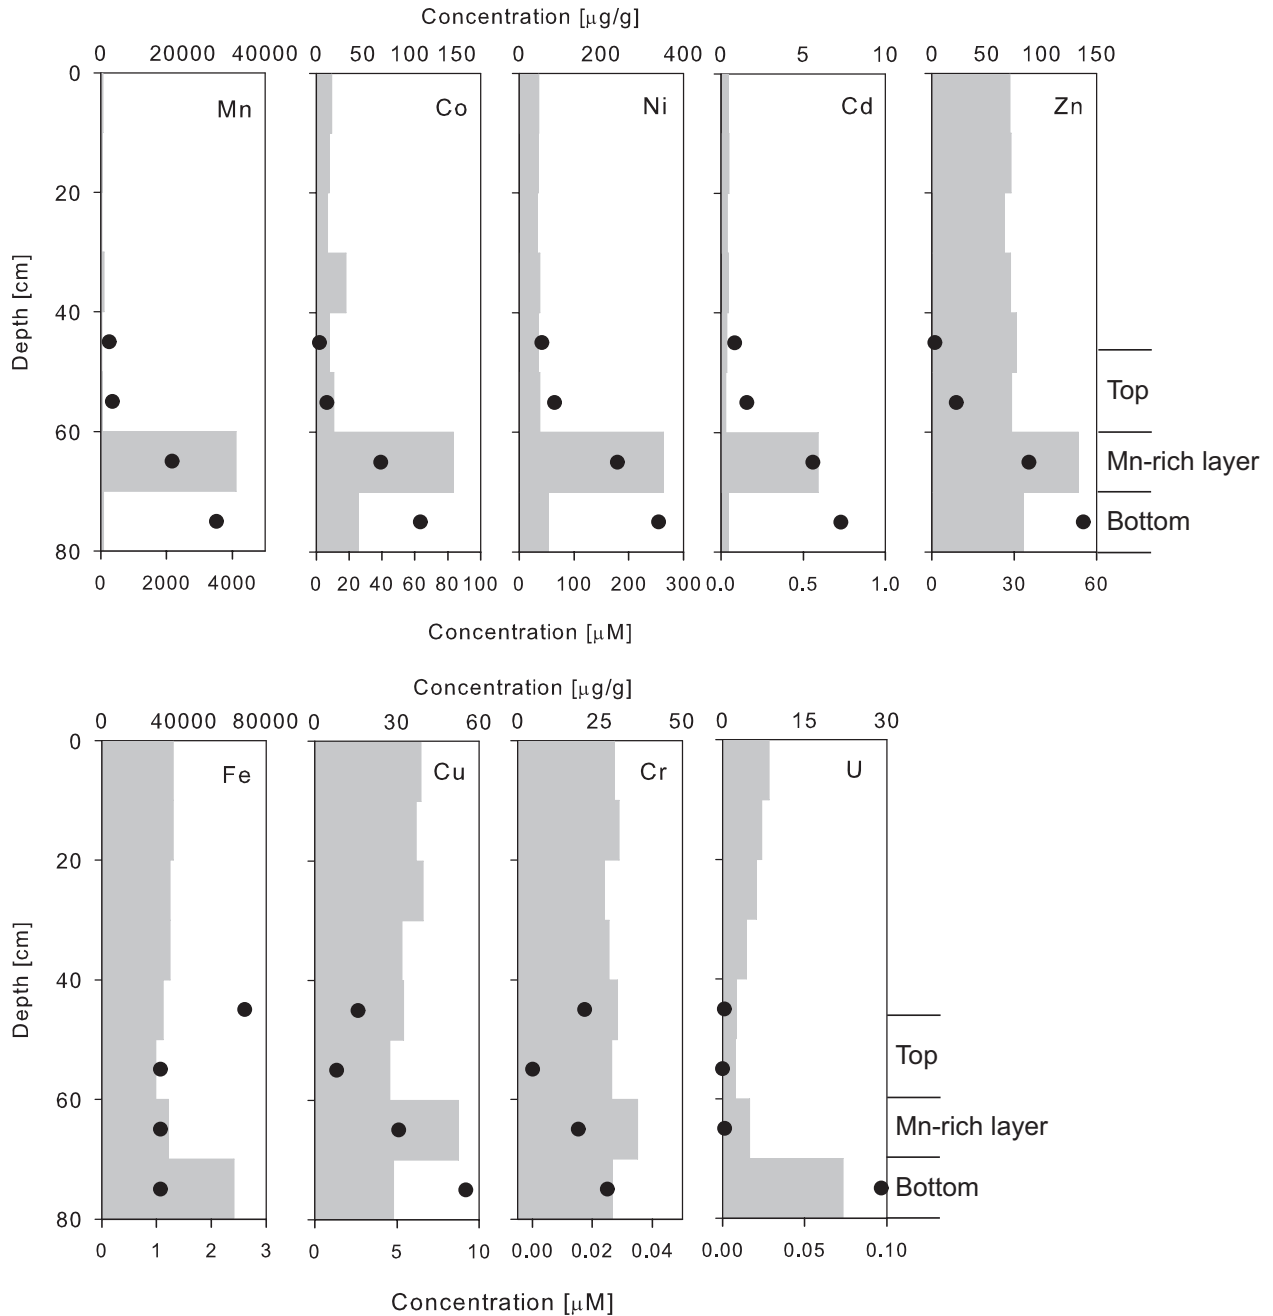 Concentration [μg/g]
0 20000 40000 0 50 100 150 0 200 400 0 5 10 0 50 100 150
0
Mn Co Ni Cd Zn
20
Depth [cm]
40
Top
60
Mn-rich layer
Bottom
80
0 2000 4000 0 20 40 60 80 100 0 100 200 300 0.0 0.5 1.0 0 30 60
Concentration [μM]
Concentration [μg/g]
0 40000 80000 0 30 60 0 25 50 0 15 30
0
Fe Cu Cr U
20
Depth [cm]
40
Top
60
Mn-rich layer
Bottom
80
0 1 2 3 0 5 10 0.00 0.02 0.04 0.00 0.05 0.10
Concentration [μM]